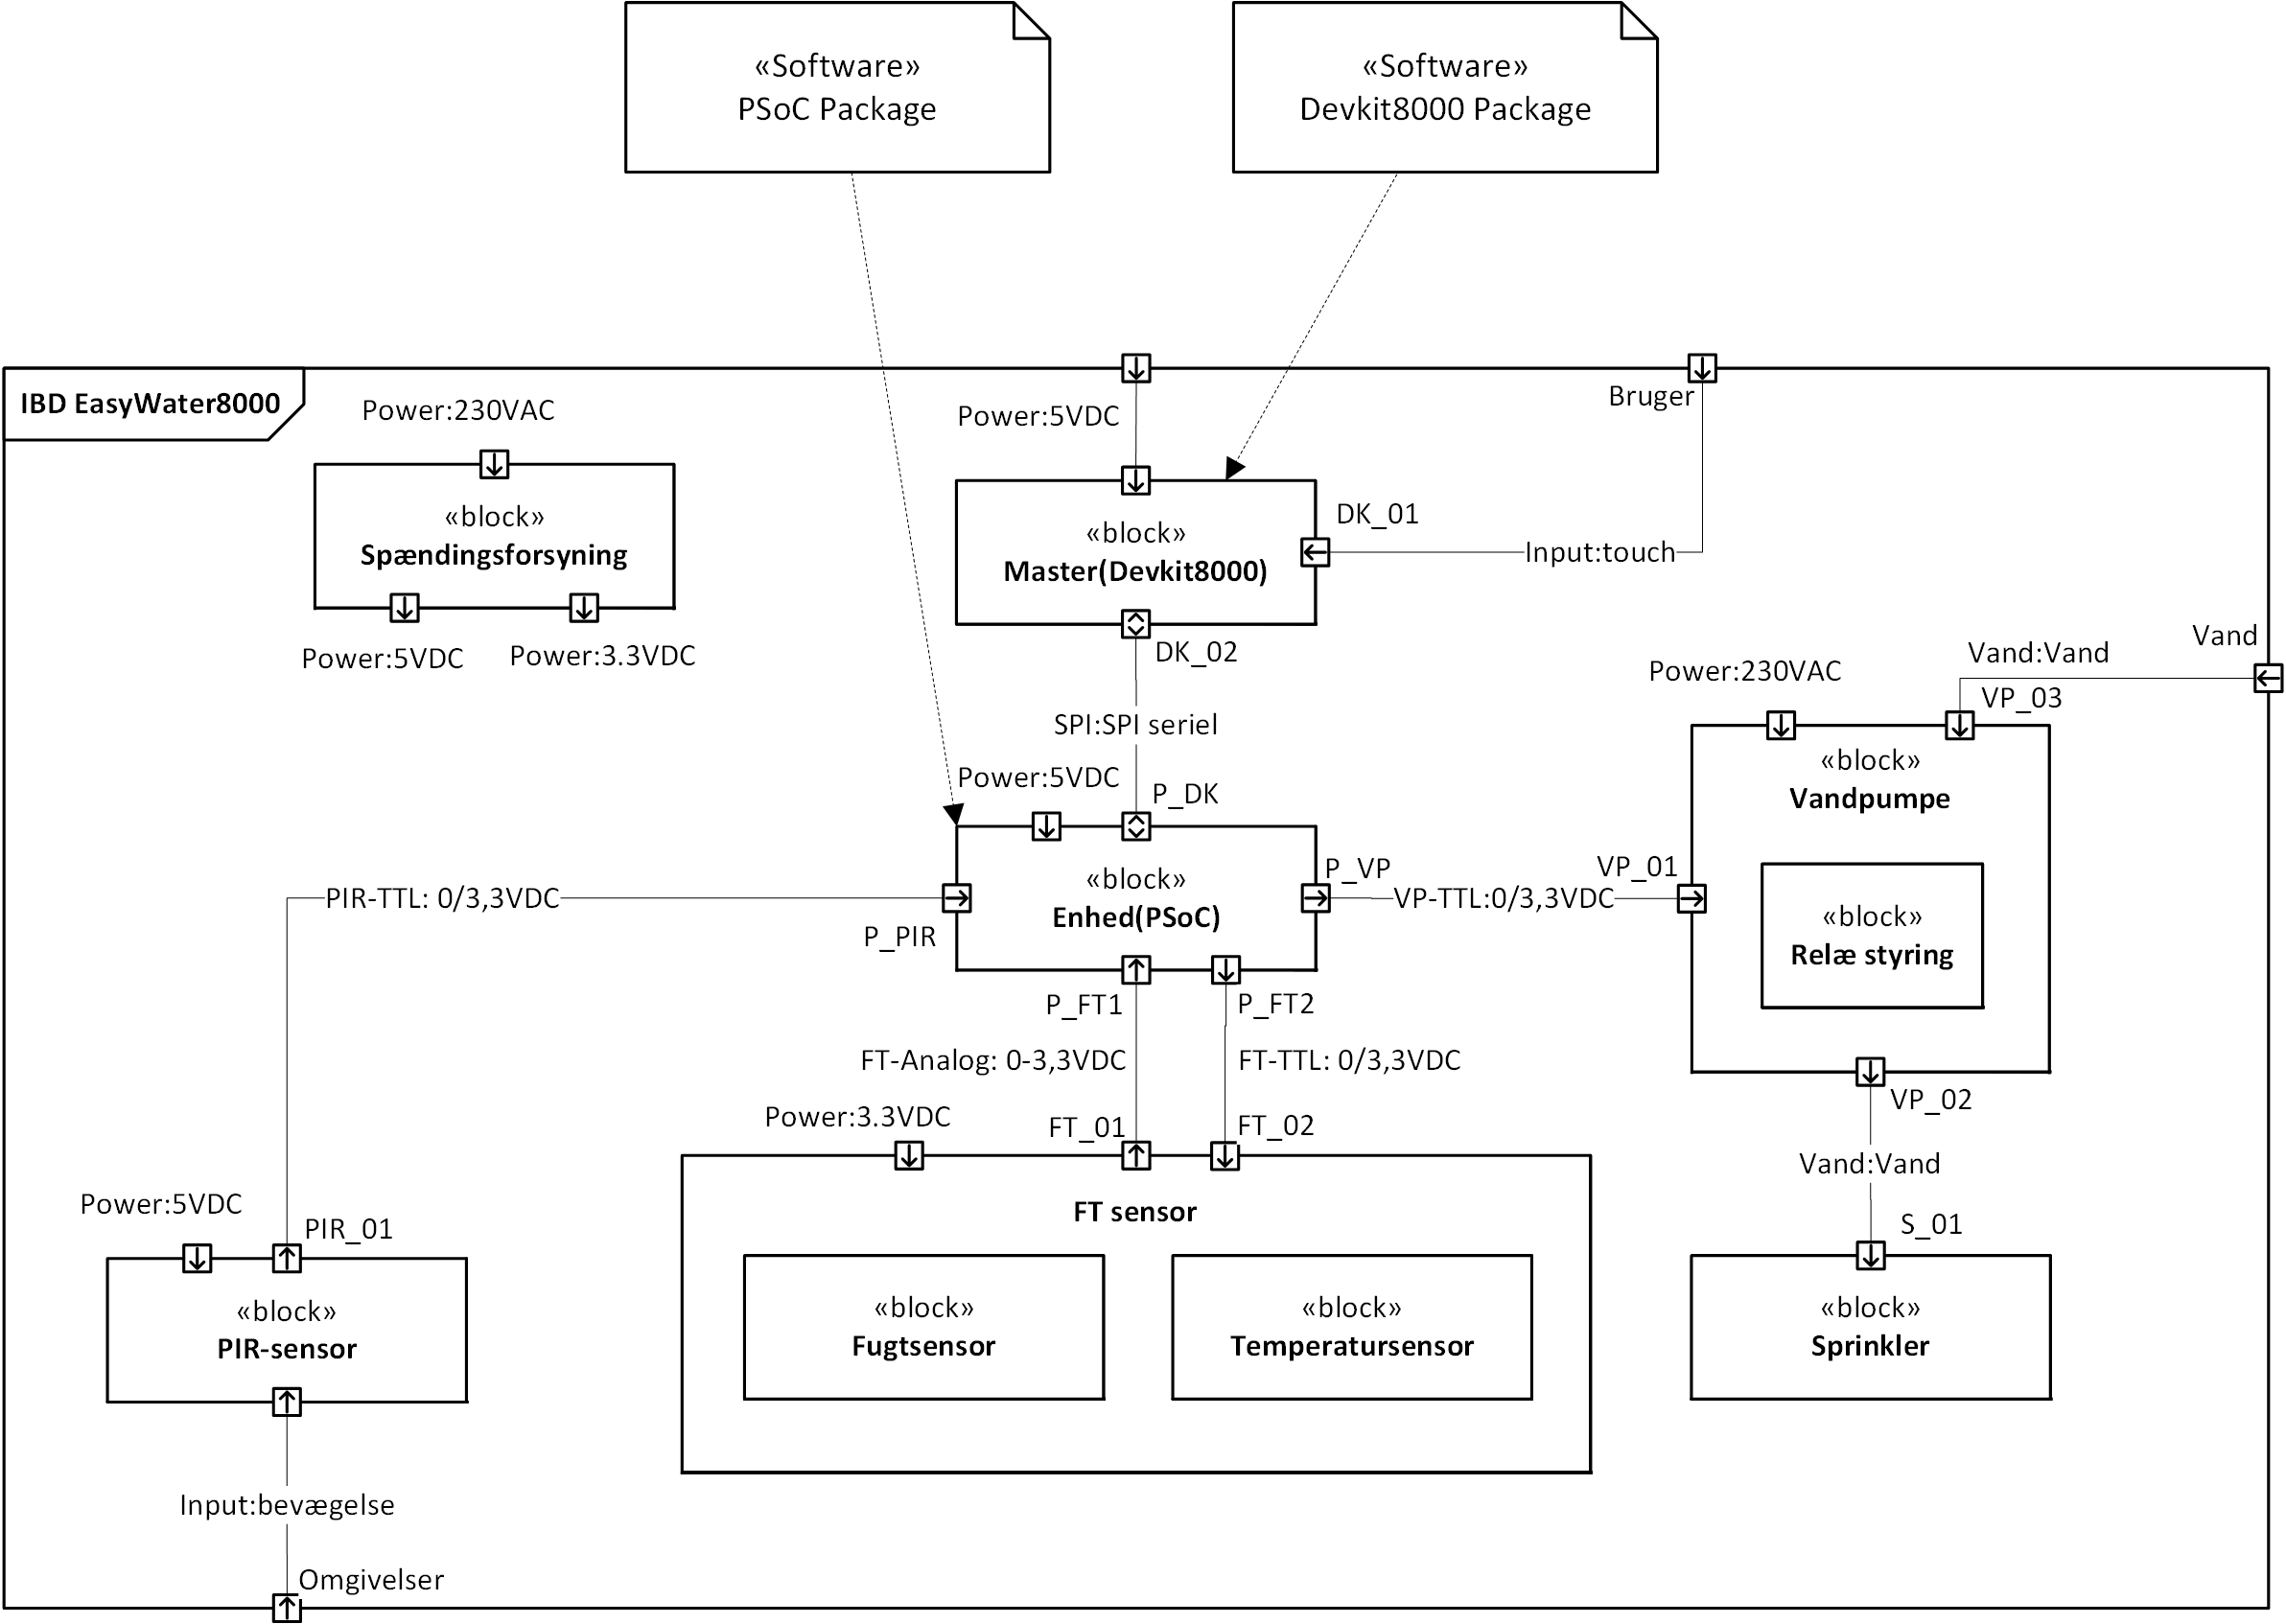 «Software»
PSoC Package
«Software»
Devkit8000 Package
IBD EasyWater8000
Power:230VAC
«block»
Spændingsforsyning
Power:5VDC
Power:3.3VDC
Power:5VDC
Bruger
«block»
Master(Devkit8000)
DK_01
Input:touch
DK_02
SPI:SPI seriel
Power:5VDC
P_DK
Vand
Vand:Vand
Power:230VAC
VP_03
«block»
Vandpumpe
«block»
Relæ styring
PIR-TTL: 0/3,3VDC
P_PIR
«block»
Enhed(PSoC)
P_VP
VP-TTL:0/3,3VDC
VP_01
P_FT1
P_FT2
FT-Analog: 0-3,3VDC
FT-TTL: 0/3,3VDC
Power:3.3VDC
FT_01
FT_02
VP_02
Vand:Vand
S_01
FT sensor
«block»
Fugtsensor
«block»
Temperatursensor
«block»
Sprinkler
Power:5VDC
PIR_01
«block»
PIR-sensor
Input:bevægelse
Omgivelser